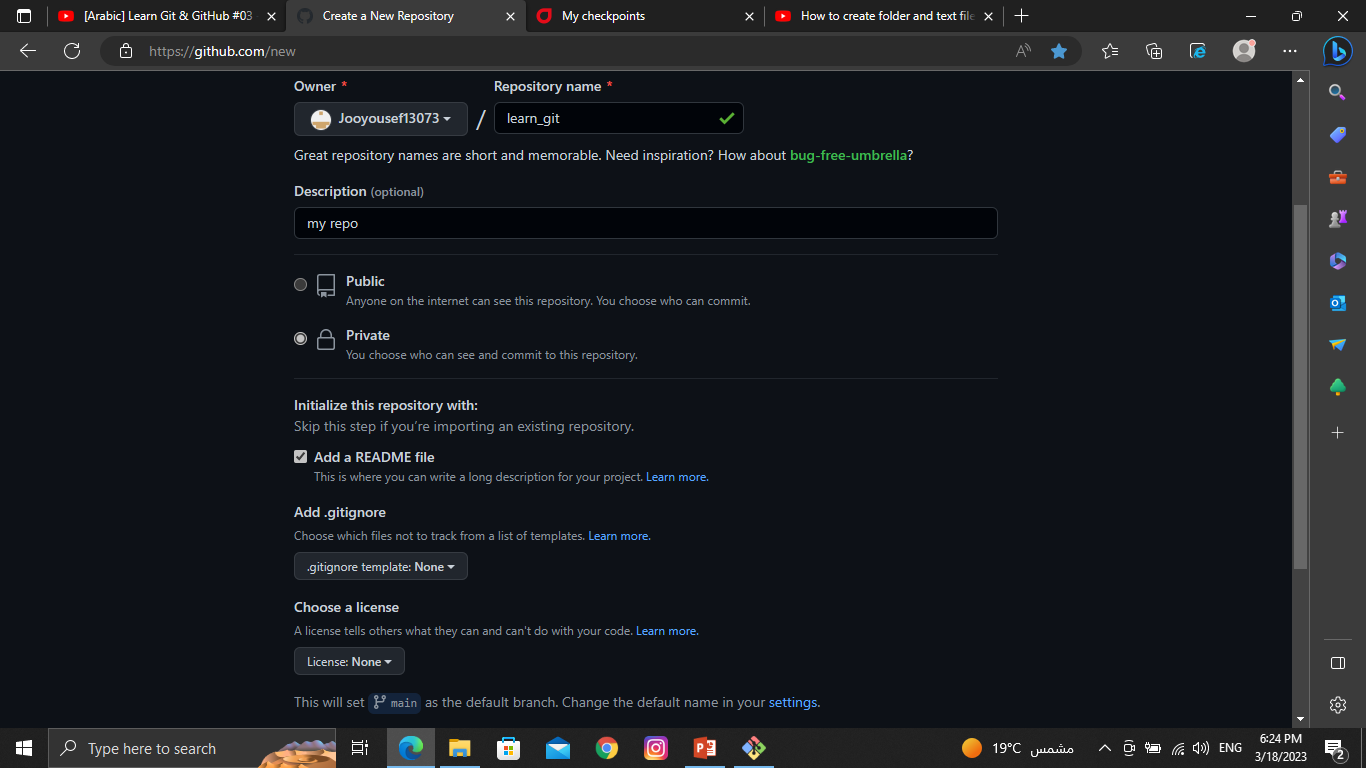 [Arabic] Learn Git & GitHub #03
Create a New Repository
My checkpoints
How to create folder and text file
https://github.com/new
Owner *
Repository name *
Jooyousef13073
/
learn_git
Great repository names are short and memorable. Need inspiration? How about bug-free-umbrella?
Description (optional)
my repo
Public
Anyone on the internet can see this repository. You choose who can commit.
Private
You choose who can see and commit to this repository.
Initialize this repository with:
Skip this step if you're importing an existing repository.
Add a README file
This is where you can write a long description for your project. Learn more.
Add .gitignore
Choose which files not to track from a list of templates. Learn more.
.gitignore template: None
Choose a license
A license tells others what they can and can't do with your code. Learn more.
License: None
This will set main as the default branch. Change the default name in your settings.
Type here to search
19°C مشمس
ENG
6:24 PM
3/18/2023
2